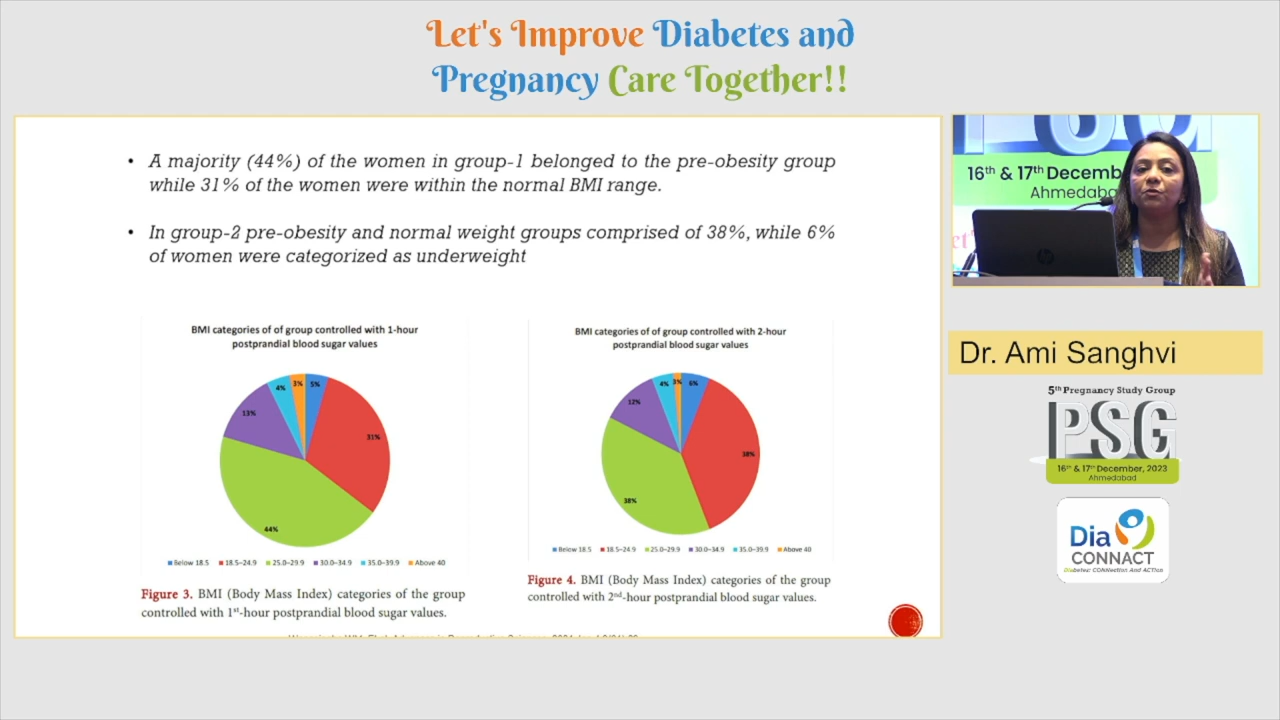 Let's Improve Diabetes and
Pregnancy Care Together!!
• A majority (44%) of the women in group-1 belonged to the pre-obesity group
while 31% of the women were within the normal BMI range.
• In group-2 pre-obesity and normal weight groups comprised of 38%, while 6%
of women were categorized as underweight
BMI categories of of group controlled with 1-hour
postprandial blood sugar values
4%
3%
5%
13%
31%
44%
Below 18.5 18.5–24.9 25.0–29.9 30.0–34.9 35.0–39.9 Above 40
Figure 3. BMI (Body Mass Index) categories of the group
controlled with 1st-hour postprandial blood sugar values.
BMI categories of of group controlled with 2-hour
postprandial blood sugar values
4%
3%
6%
12%
38%
38%
Below 18.5 18.5–24.9 25.0–29.9 30.0–34.9 35.0–39.9 Above 40
Figure 4. BMI (Body Mass Index) categories of the group
controlled with 2nd-hour postprandial blood sugar values.
16th & 17th Decemb
Ahmedaba
Dr. Ami Sanghvi
5th Pregnancy Study Group
PSG
16th & 17th December, 2023
Ahmedabad
Dia
CONNACT
Diabetes: CONNection And ACTion